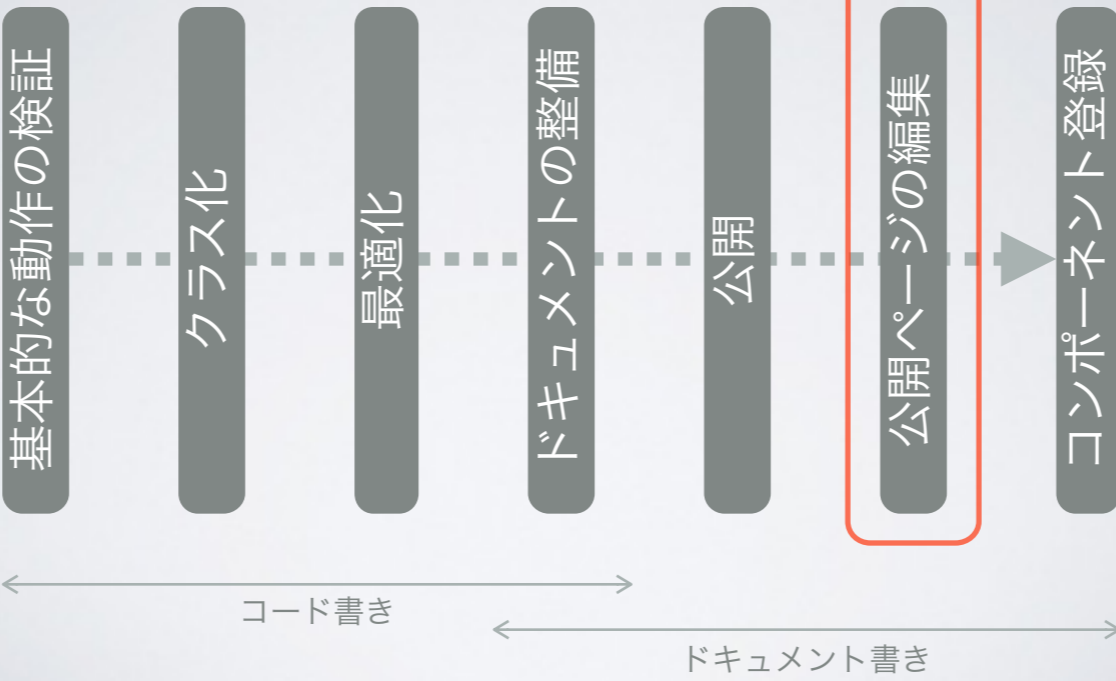 基本的な動作の検証
クラス化
最適化
ドキュメントの整備
公開
公開ページの編集
コンポーネント登録
コード書き
ドキュメント書き